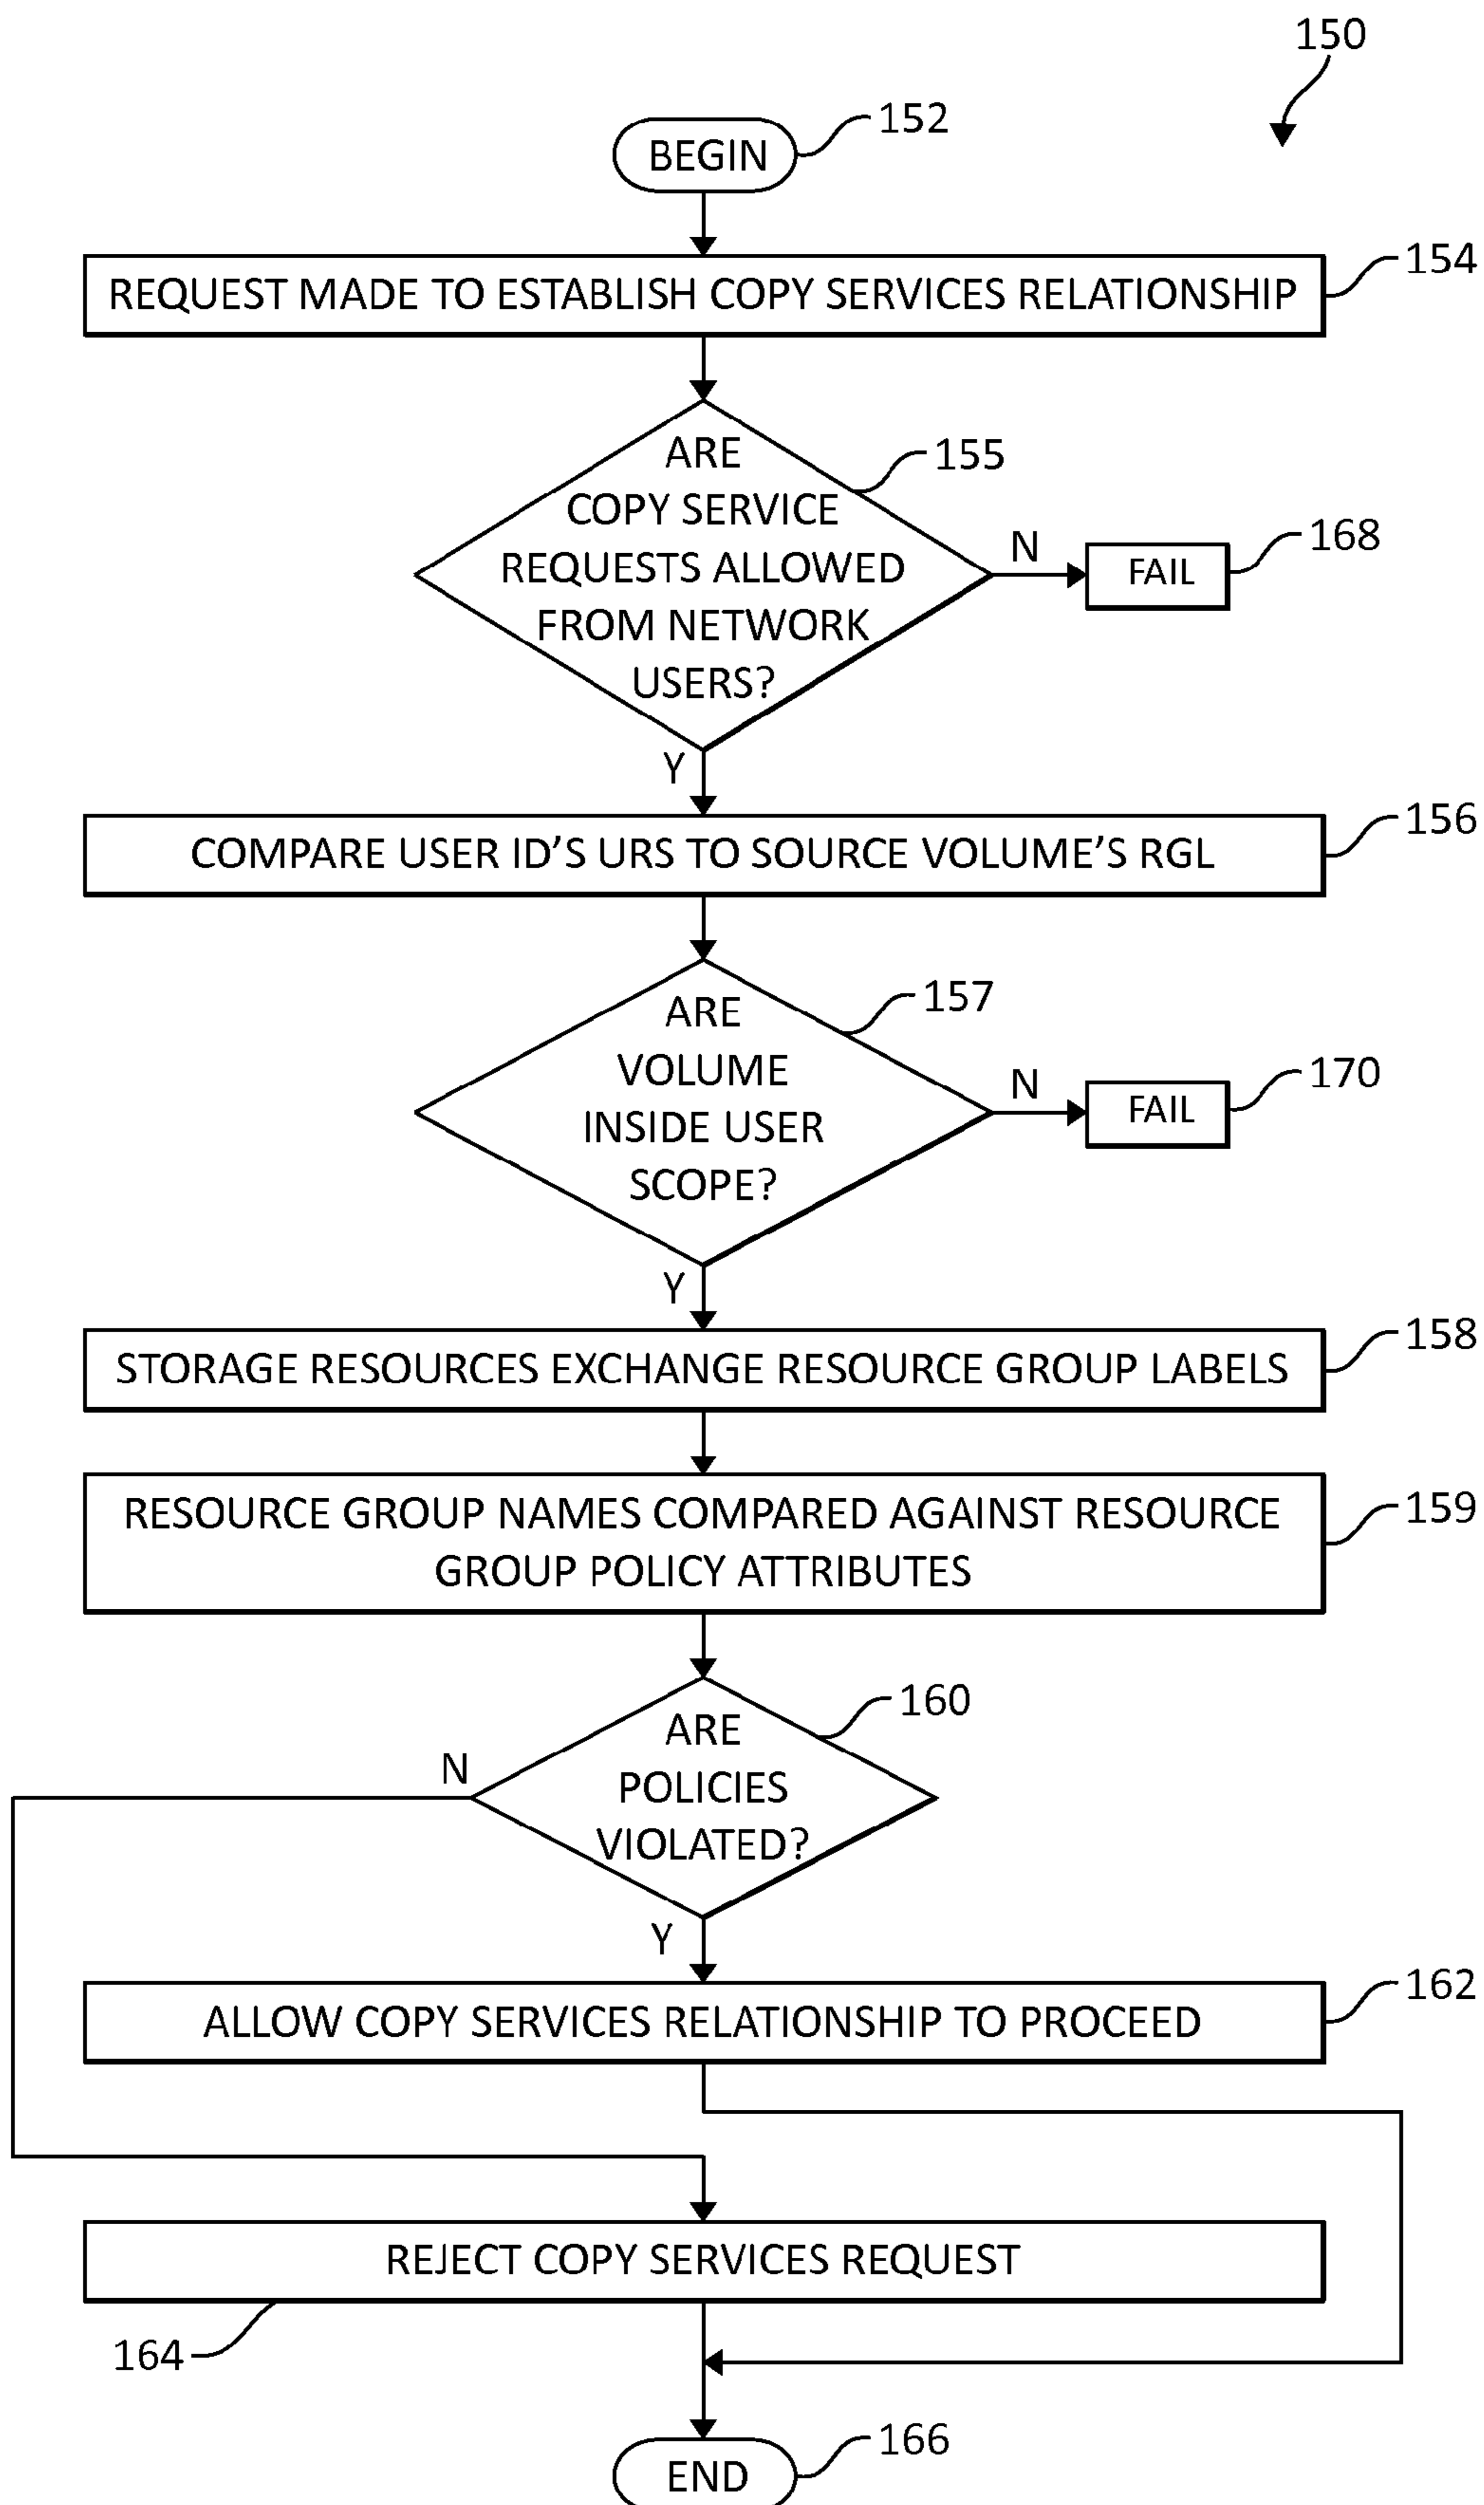 150
BEGIN
152
REQUEST MADE TO ESTABLISH COPY SERVICES RELATIONSHIP
154
ARE
COPY SERVICE
REQUESTS ALLOWED
FROM NETWORK
USERS?
155
N
FAIL
168
Y
COMPARE USER ID'S URS TO SOURCE VOLUME'S RGL
156
ARE
VOLUME
INSIDE USER
SCOPE?
157
N
FAIL
170
Y
STORAGE RESOURCES EXCHANGE RESOURCE GROUP LABELS
158
RESOURCE GROUP NAMES COMPARED AGAINST RESOURCE
GROUP POLICY ATTRIBUTES
159
ARE
POLICIES
VIOLATED?
160
N
Y
ALLOW COPY SERVICES RELATIONSHIP TO PROCEED
162
REJECT COPY SERVICES REQUEST
164
END
166